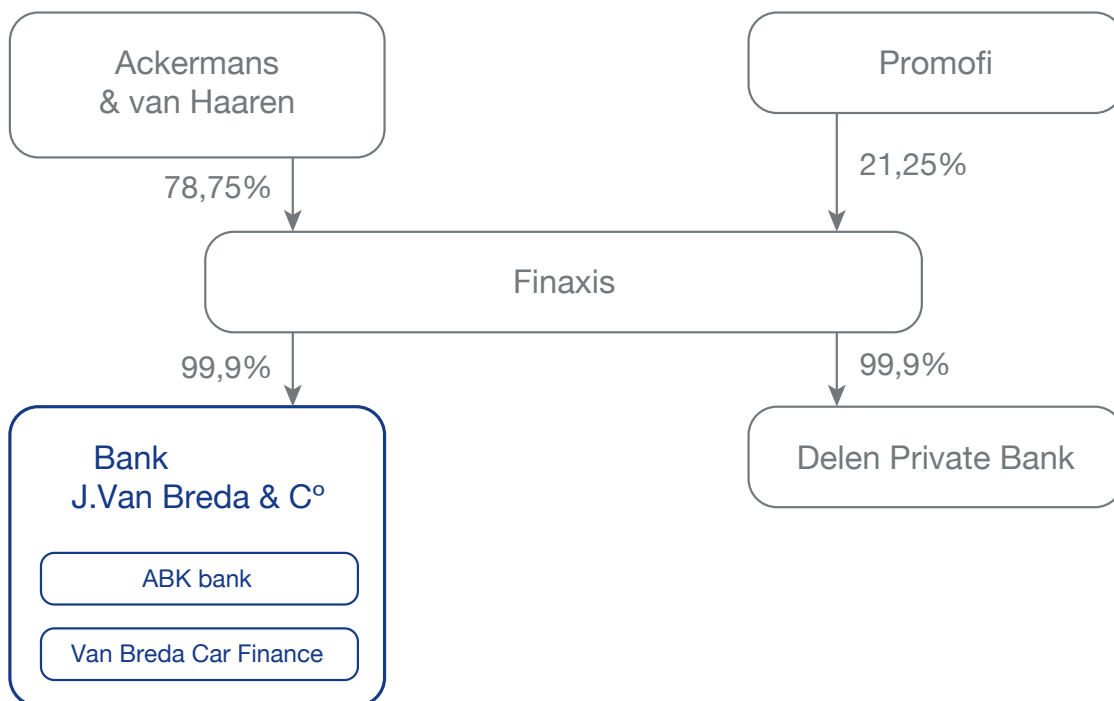 Ackermans
& van Haaren
Promofi
78,75%
21,25%
Finaxis
99,9%
99,9%
Bank
J.Van Breda & Cº
Delen Private Bank
ABK bank
Van Breda Car Finance